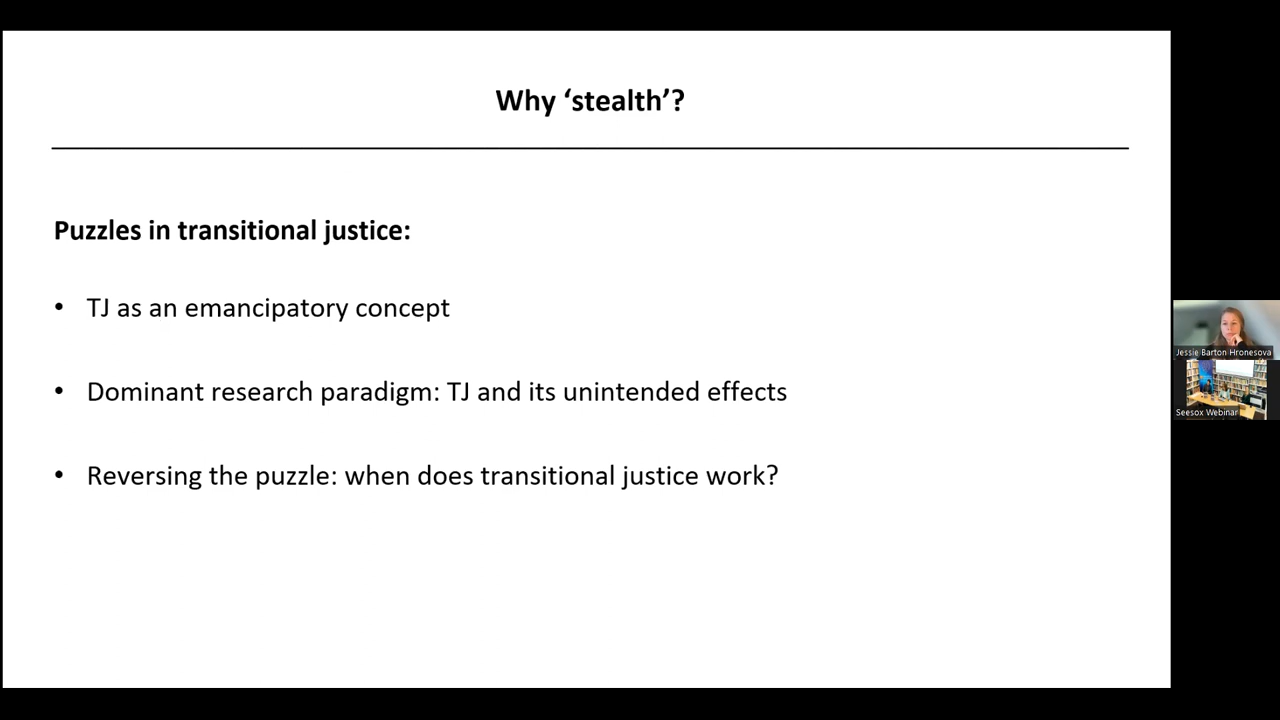 Why ‘stealth’?
Puzzles in transitional justice:
• TJ as an emancipatory concept
• Dominant research paradigm: TJ and its unintended effects
• Reversing the puzzle: when does transitional justice work?
Jessie Barton Hronesova
Seesox Webinar